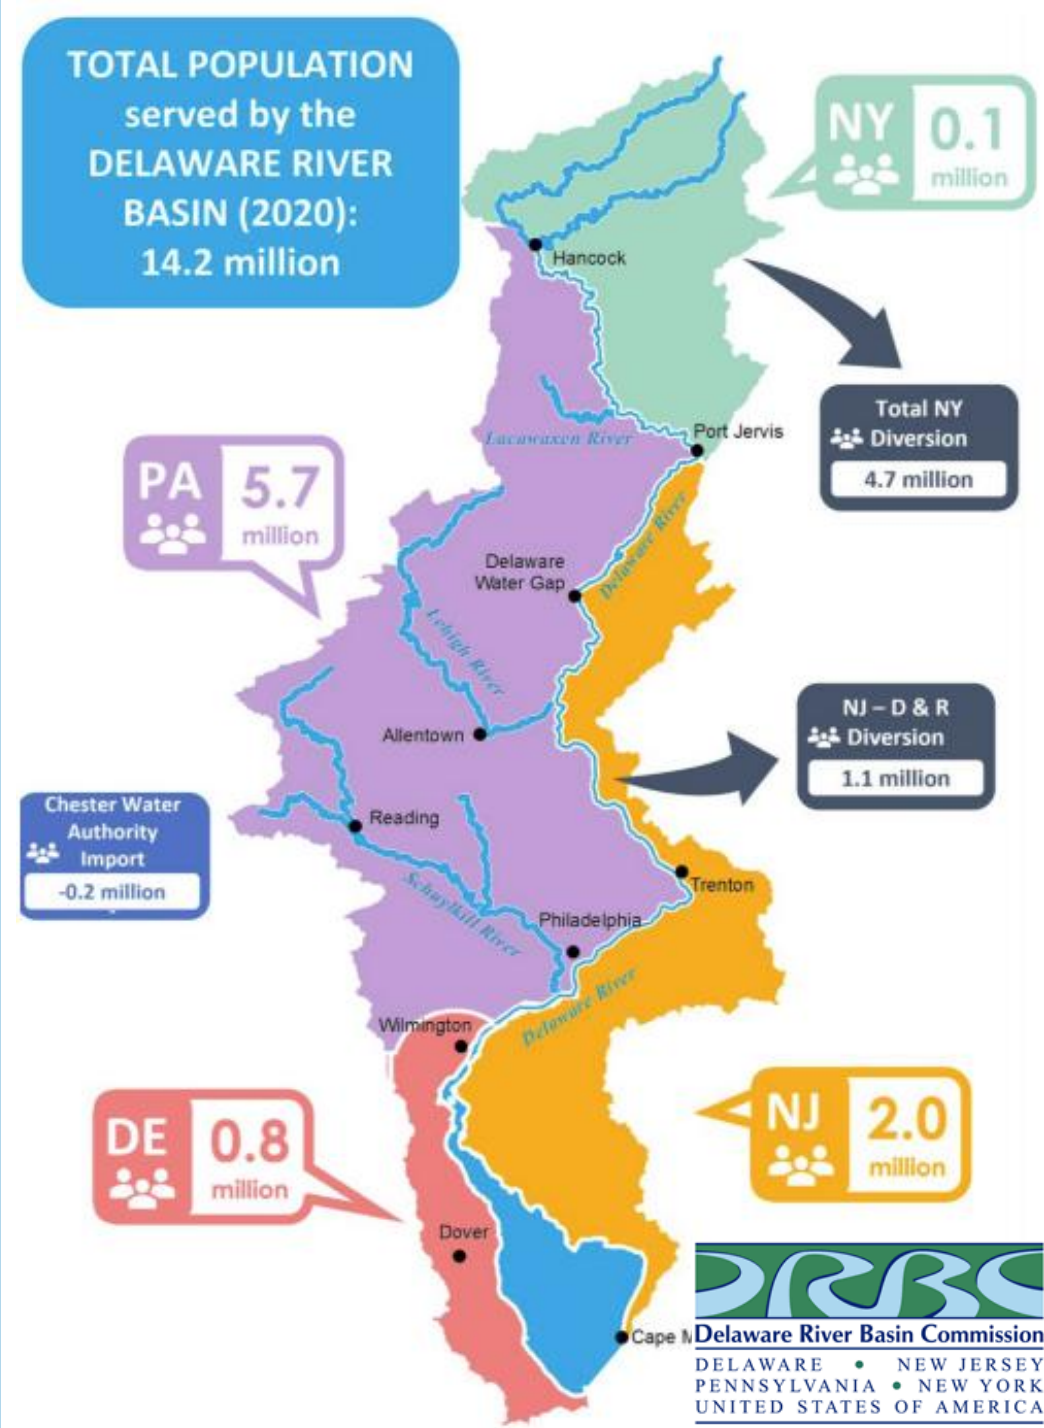 TOTAL POPULATION
served by the
DELAWARE RIVER
BASIN (2020):
14.2 million
NY
0.1
million
Hancock
Total NY
Diversion
4.7 million
Lacawaxen River
Port Jervis
PA
5.7
million
Delaware River
Delaware
Water Gap
Lehigh River
NJ – D & R
Diversion
1.1 million
Allentown
Chester Water
Authority
Import
-0.2 million
Reading
Trenton
Schuylkill River
Philadelphia
Delaware River
Wilmington
DE
0.8
million
NJ
2.0
million
Dover
Cape M
DRBC
Delaware River Basin Commission
DELAWARE • NEW JERSEY
PENNSYLVANIA • NEW YORK
UNITED STATES OF AMERICA